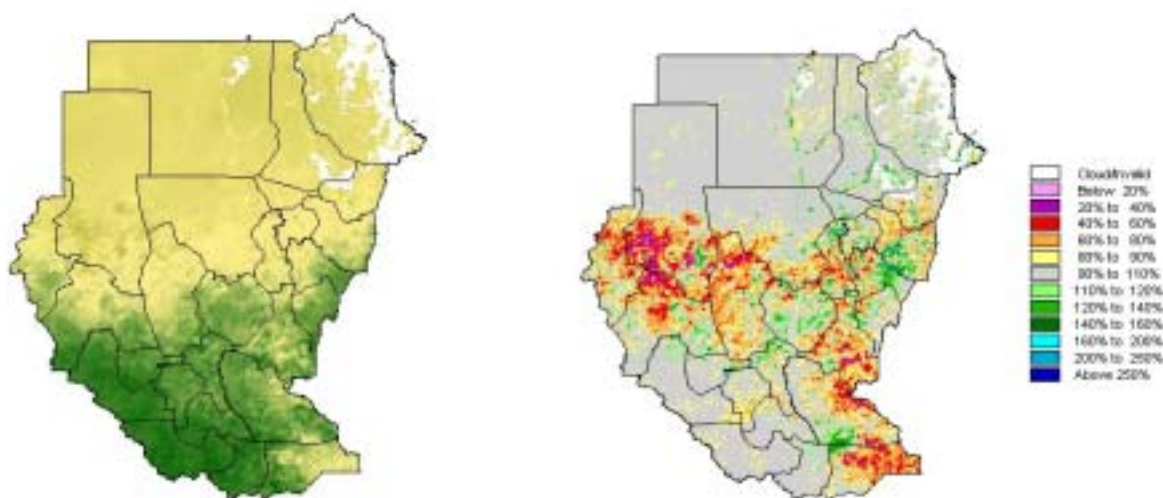 Cloud/Invalid
Below 20%
20% to 40%
40% to 60%
60% to 80%
80% to 90%
90% to 110%
110% to 120%
120% to 140%
140% to 160%
160% to 200%
200% to 250%
Above 250%